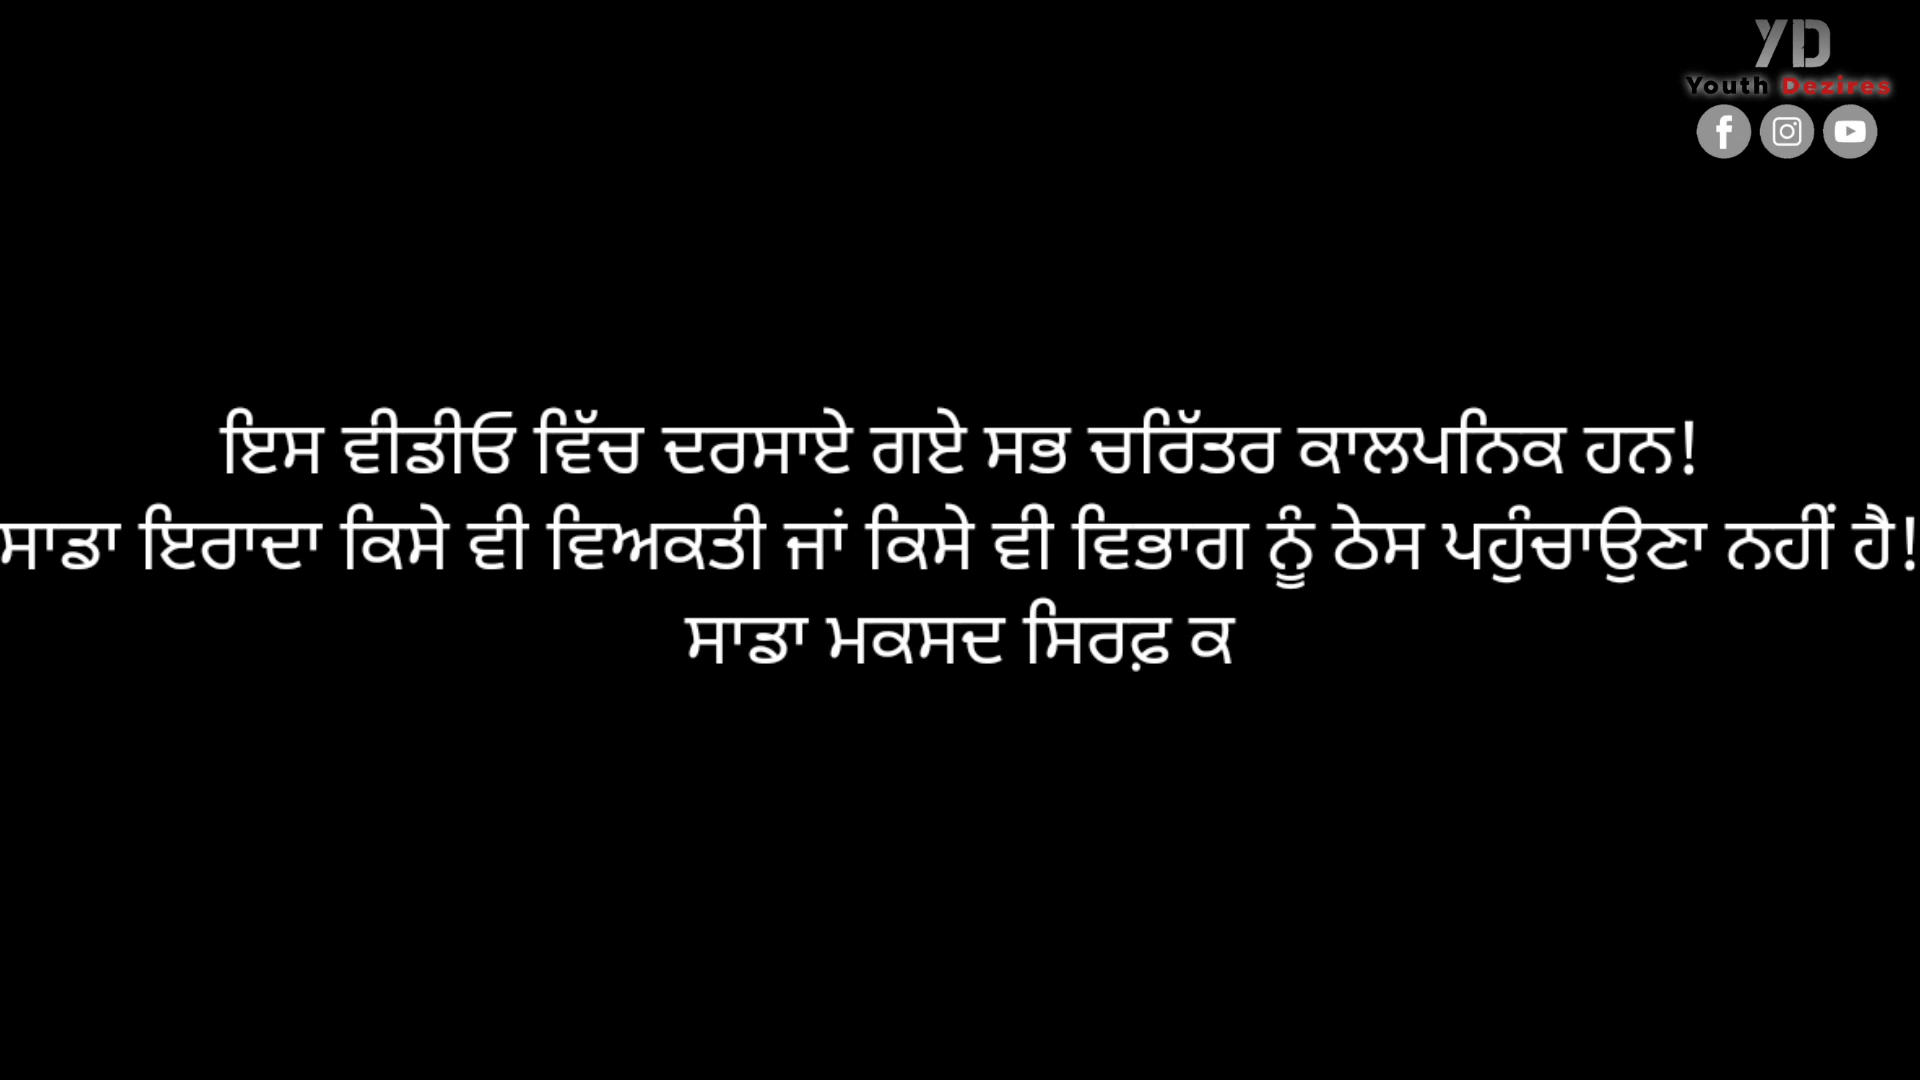 YD
Youth Dezires
ਇਸ ਵੀਡੀਓ ਵਿੱਚ ਦਰਸਾਏ ਗਏ ਸਭ ਚਰਿੱਤਰ ਕਾਲਪਨਿਕ ਹਨ!
ਸਾਡਾ ਇਰਾਦਾ ਕਿਸੇ ਵੀ ਵਿਅਕਤੀ ਜਾਂ ਕਿਸੇ ਵੀ ਵਿਭਾਗ ਨੂੰ ਠੇਸ ਪਹੁੰਚਾਉਣਾ ਨਹੀਂ ਹੈ!
ਸਾਡਾ ਮਕਸਦ ਸਿਰਫ਼ ਕ